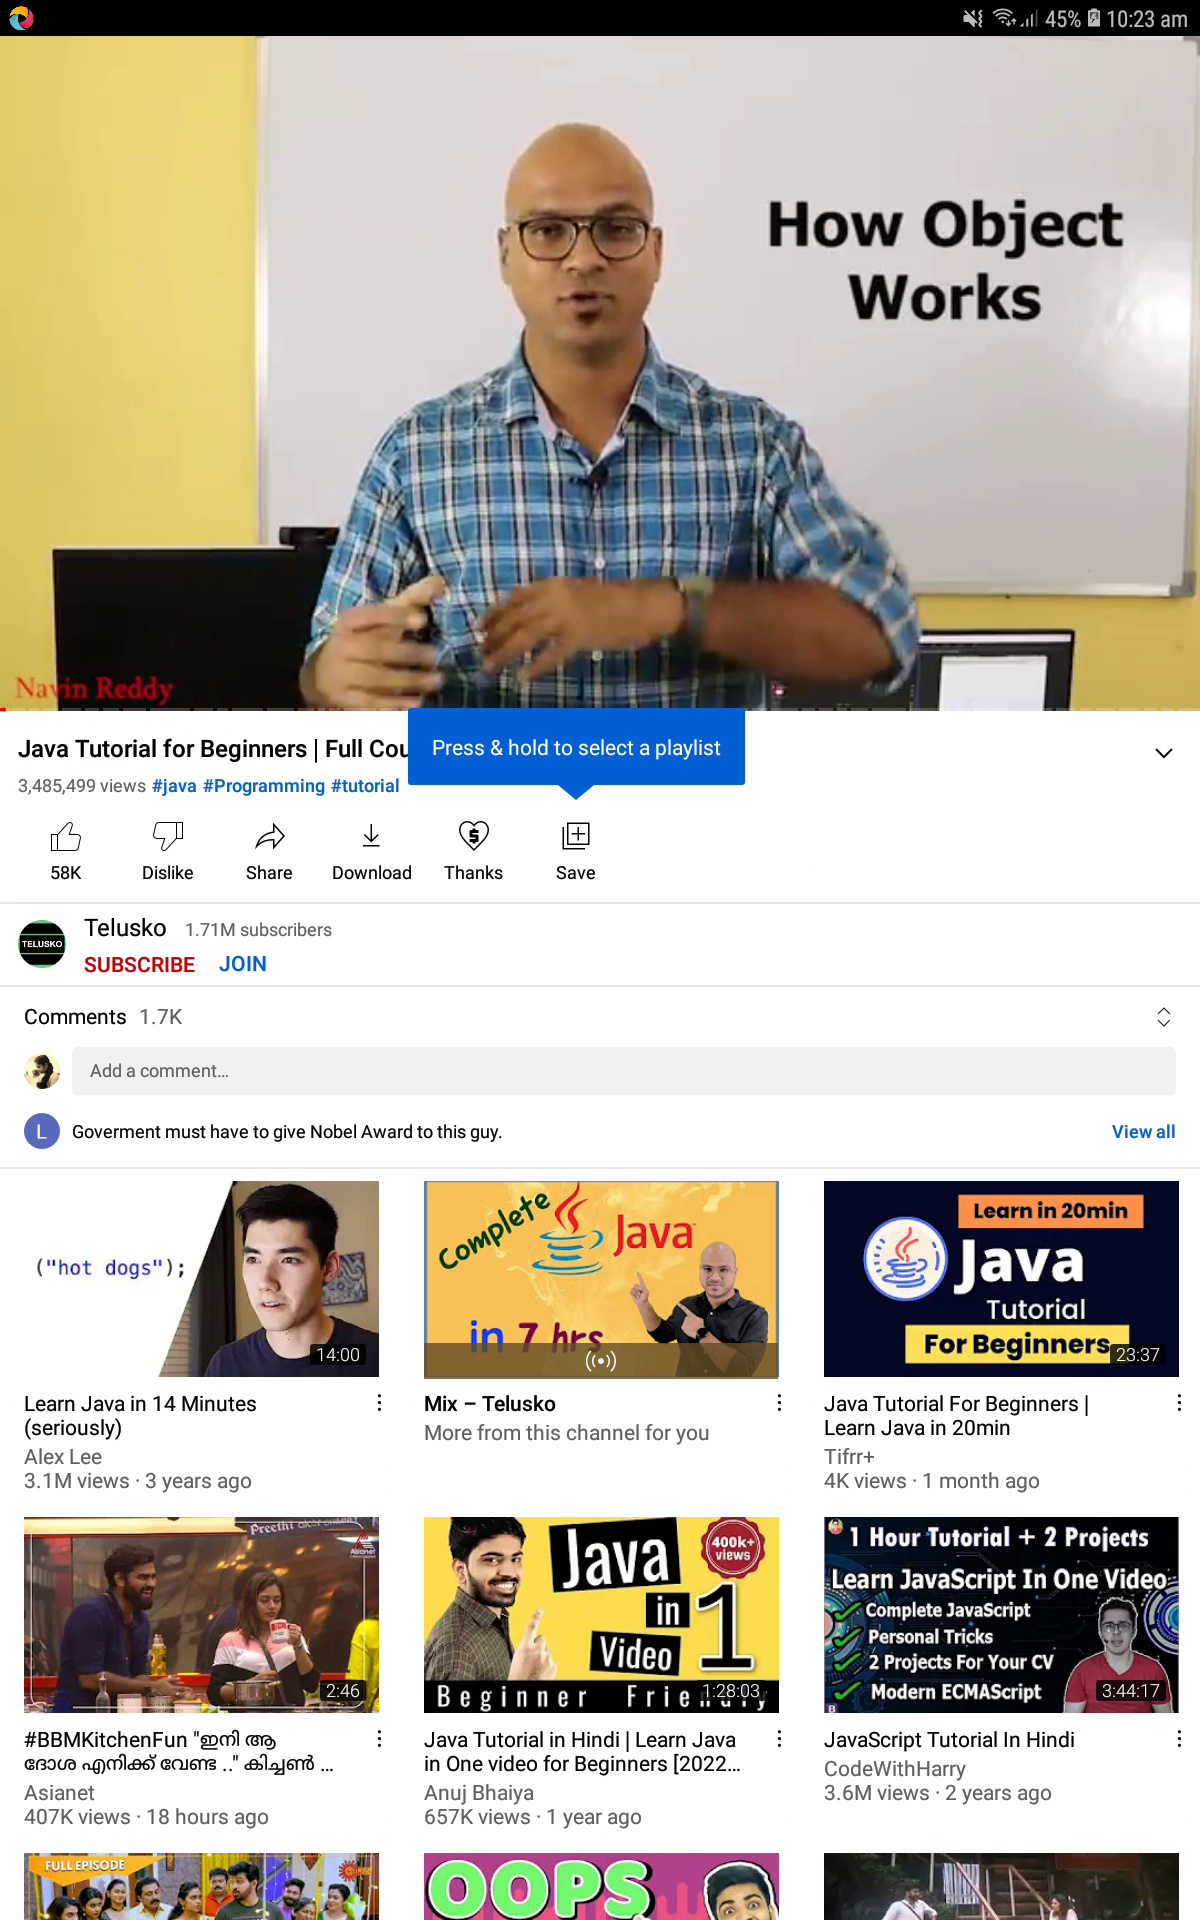 45% 10:23 am
How Object
Works
Navin Reddy
Java Tutorial for Beginners | Full Cou
Press & hold to select a playlist
3,485,499 views #java #Programming #tutorial
58K Dislike Share Download Thanks Save
TELUSKO
Telusko 1.71M subscribers
SUBSCRIBE JOIN
Comments 1.7K
Add a comment...
L Goverment must have to give Nobel Award to this guy. View all
("hot dogs");
14:00
Complete Java
in 7 hrs
Learn in 20min
Java
Tutorial
For Beginners
23:37
Learn Java in 14 Minutes
(seriously)
Alex Lee
3.1M views · 3 years ago
Mix – Telusko
More from this channel for you
Java Tutorial For Beginners |
Learn Java in 20min
Tifrr+
4K views · 1 month ago
Preethi
Asianet
2:46
Java
in 1
Video
400k+
views
Beginner
1:28:03
1 Hour Tutorial + 2 Projects
Learn JavaScript In One Video
Complete JavaScript
Personal Tricks
2 Projects For Your CV
Modern ECMAScript
3:44:17
#BBMKitchenFun "ഇനി ആ
ദോശ എനിക്ക് വേണ്ട .." കിച്ചൺ ...
Asianet
407K views · 18 hours ago
Java Tutorial in Hindi | Learn Java
in One video for Beginners [2022...
Anuj Bhaiya
657K views · 1 year ago
JavaScript Tutorial In Hindi
CodeWithHarry
3.6M views · 2 years ago
FULL EPISODE
OOPS